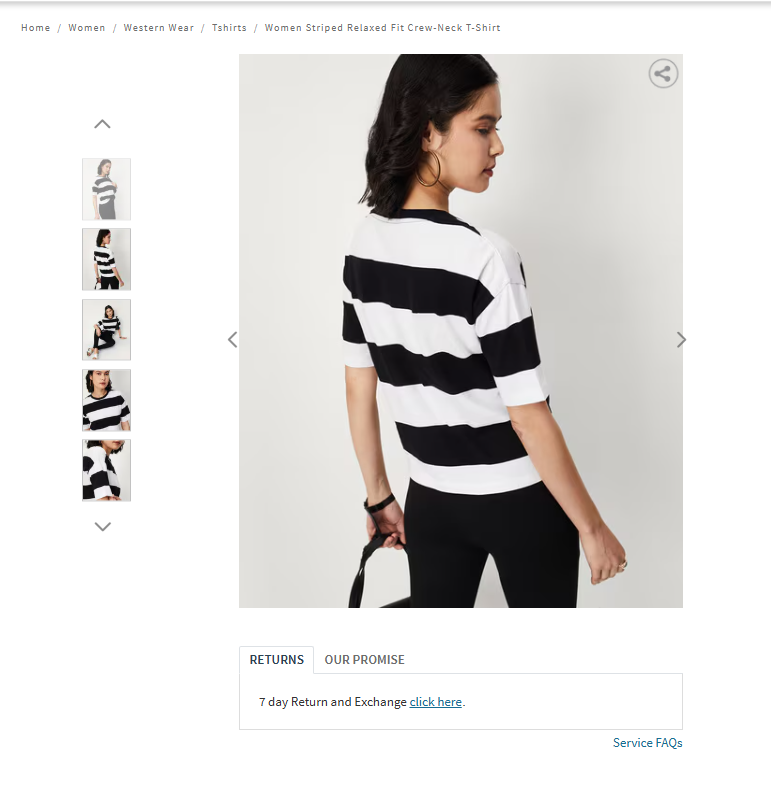 Home / Women / Western Wear / Tshirts / Women Striped Relaxed Fit Crew-Neck T-Shirt
RETURNS OUR PROMISE
7 day Return and Exchange click here.
Service FAQs